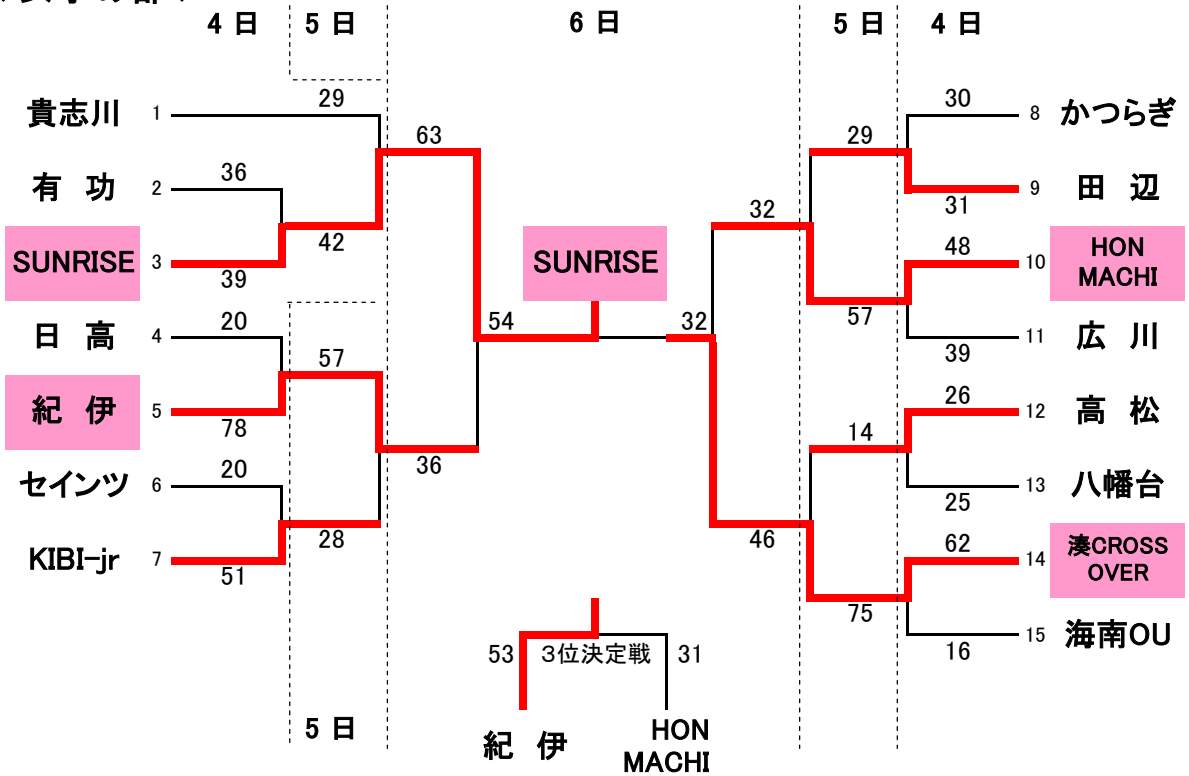 4 日
5 日
6 日
5 日
4 日
貴志川 1
29
63
有 功 2
36
SUNRISE 3
39
42
日 高 4
20
57
紀 伊 5
78
36
セインツ 6
20
28
KIBI-jr 7
51
54
SUNRISE
32
32
46
29
57
14
75
30
8 かつらぎ
9 田 辺
31
48
10 HON
MACHI
11 広 川
39
26
12 高 松
13 八幡台
25
62
14 湊CROSS
OVER
15 海南OU
16
53
3位決定戦
31
紀 伊
HON
MACHI
5 日